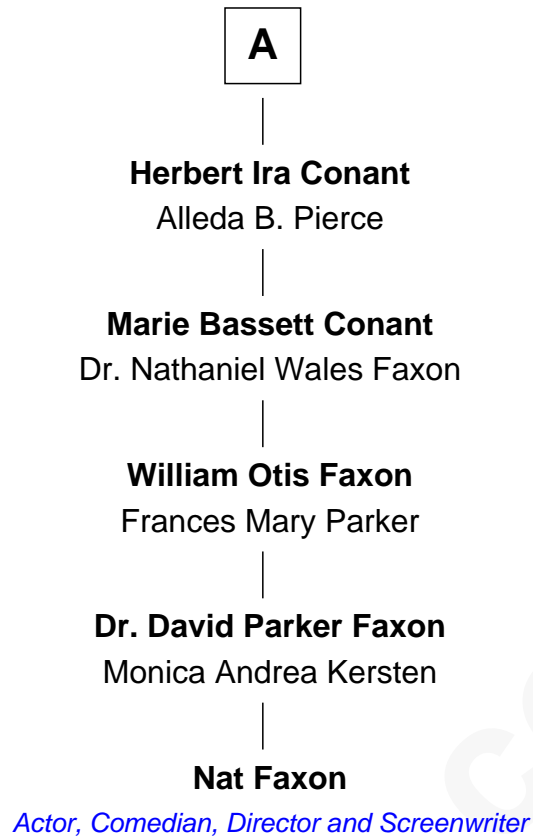 A
Herbert Ira Conant
Alleda B. Pierce
Marie Bassett Conant
Dr. Nathaniel Wales Faxon
William Otis Faxon
Frances Mary Parker
Dr. David Parker Faxon
Monica Andrea Kersten
Nat Faxon
Actor, Comedian, Director and Screenwriter